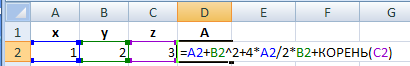 A B C D E F G
1 x y z A
2 1 2 3 =A2+B2^2+4*A2/2*B2+КОРЕНЬ(C2)